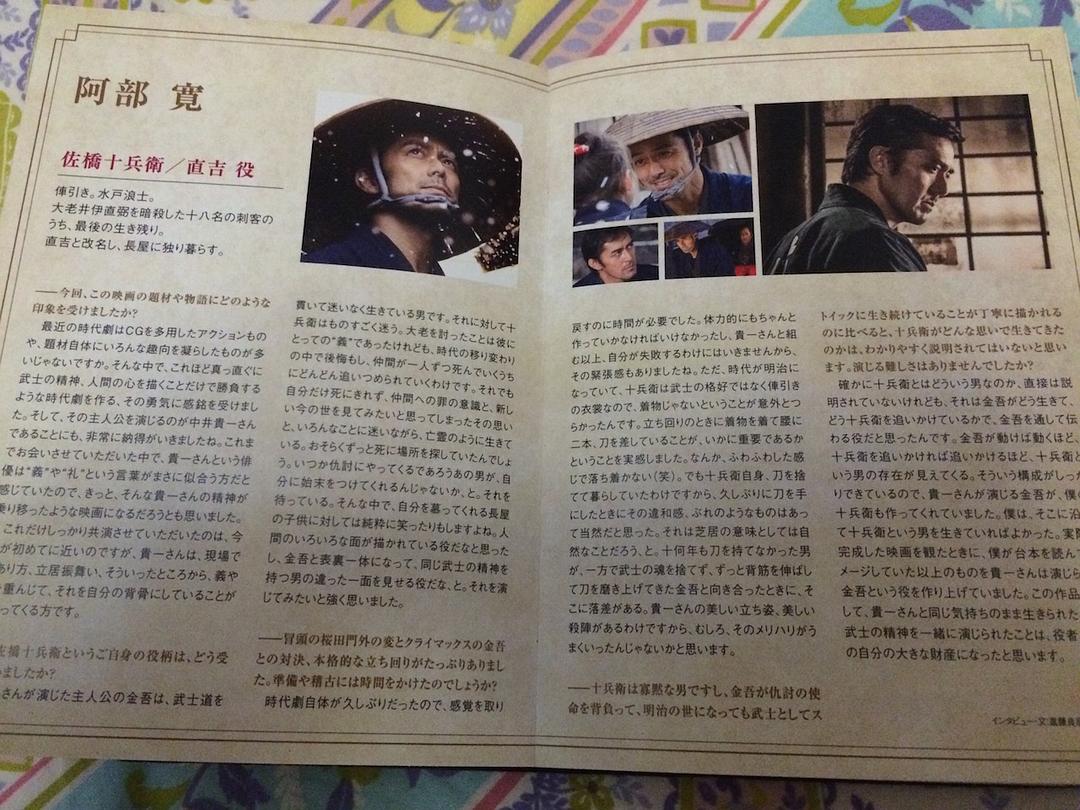 阿部 寛
佐橋十兵衛／直吉 役
俥引き。水戸浪士。
大老井伊直弼を暗殺した十八名の刺客の
うち、最後の生き残り。
直吉と改名し、長屋に独り暮らす。
――今回、この映画の題材や物語にどのような
印象を受けましたか?
最近の時代劇はCGを多用したアクションもの
や、題材自体にいろんな趣向を凝らしたものが多
いじゃないですか。そんな中で、これほど真っ直ぐに
武士の精神、人間の心を描くことだけで勝負する
ような時代劇を作る、その勇気に感銘を受けまし
た。そして、その主人公を演じるのが中井貴一さん
であることにも、非常に納得がいきましたね。これま
でお会いさせていただいた中で、貴一さんという俳
優は“義”や“礼”という言葉がまさに似合う方だと
感じていたので、きっと、そんな貴一さんの精神が
乗り移ったような映画になるだろうとも思いました。
これだけしっかり共演させていただいたのは、今
が初めてに近いのですが、貴一さんは、現場で
あり方、立居振舞い、そういったところから、義や
重んじて、それを自分の背骨にしていることが
ってくる方です。
佐橋十兵衛というご自身の役柄は、どう受
ましたか?
さんが演じた主人公の金吾は、武士道を
貫いて迷いなく生きている男です。それに対して十
兵衛はものすごく迷う。大老を討ったことは彼に
とっての“義”であったけれども、時代の移り変わり
の中で後悔もし、仲間が一人ずつ死んでいくうち
にどんどん追いつめられていくわけです。それでも
自分だけ死にきれず、仲間への罪の意識と、新し
い今の世を見てみたいと思ってしまったその思い
と、いろんなことに迷いながら、亡霊のように生きて
いる。おそらくずっと死に場所を探していたんでしょ
う。いつか仇討にやってくるであろうあの男が、自
分に始末をつけてくれるんじゃないか、と。それを
待っている。そんな中で、自分を慕ってくれる長屋
の子供に対しては純粋に笑ったりもしますよね。人
間のいろいろな面が描かれている役だなと思った
し、金吾と表裏一体になって、同じ武士の精神を
持つ男の違った一面を見せる役だな、と。それを演
じてみたいと強く思いました。
――冒頭の桜田門外の変とクライマックスの金吾
との対決、本格的な立ち回りがたっぷりありまし
た。準備や稽古には時間をかけたのでしょうか?
時代劇自体が久しぶりだったので、感覚を取り
戻すのに時間が必要でした。体力的にもちゃんと
作っていかなければいけなかったし、貴一さんと組
む以上、自分が失敗するわけにはいきませんから、
その緊張感もありましたね。ただ、時代が明治に
なっていて、十兵衛は武士の格好ではなく俥引き
の衣裳なので、着物じゃないということが意外とつ
らかったんです。立ち回りのときに着物を着て腰に
二本、刀を差していることが、いかに重要であるか
ということを実感しました。なんか、ふわふわした感
じで落ち着かない(笑)。でも十兵衛自身、刀を捨
てて暮らしていたわけですから、久しぶりに刀を手
にしたときにその違和感、ぶれのようなものはあっ
て当然だと思った。それは芝居の意味としては自
然なことだろう、と。十何年も刀を持てなかった男
が、一方で武士の魂を捨てず、ずっと背筋を伸ばし
て刀を磨き上げてきた金吾と向き合ったときに、そ
こに落差がある。貴一さんの美しい立ち姿、美しい
殺陣があるわけですから、むしろ、そのメリハリがう
まくいったんじゃないかと思います。
――十兵衛は寡黙な男ですし、金吾が仇討の使
命を背負って、明治の世になっても武士としてス
トイックに生き続けていることが丁寧に描かれる
のに比べると、十兵衛がどんな思いで生きてきた
のかは、わかりやすく説明されてはいないと思い
ます。演じる難しさはありませんでしたか?
確かに十兵衛とはどういう男なのか、直接は説
明されていないけれども、それは金吾がどう生きて、
どう十兵衛を追いかけているかで、金吾を通して伝
わる役だと思ったんです。金吾が動けば動くほど、
十兵衛を追いかければ追いかけるほど、十兵衛と
いう男の存在が見えてくる。そういう構成がしっか
りできているので、貴一さんが演じる金吾が、僕の
十兵衛も作ってくれていました。僕は、そこに沿
て十兵衛という男を生きていればよかった。実際
完成した映画を観たときに、僕が台本を読んで
メージしていた以上のものを貴一さんは演じら
金吾という役を作り上げていました。この作品
して、貴一さんと同じ気持ちのまま生きられた
武士の精神を一緒に演じられたことは、役者
の自分の大きな財産になったと思います。
インタビュー・文